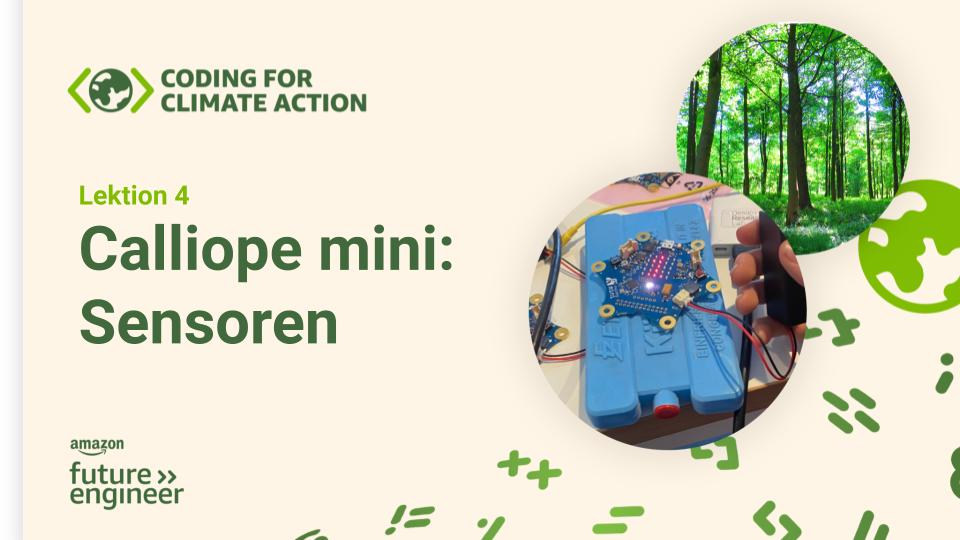 CODING FOR
CLIMATE ACTION
Lektion 4
Calliope mini:
Sensoren
amazon
future
engineer